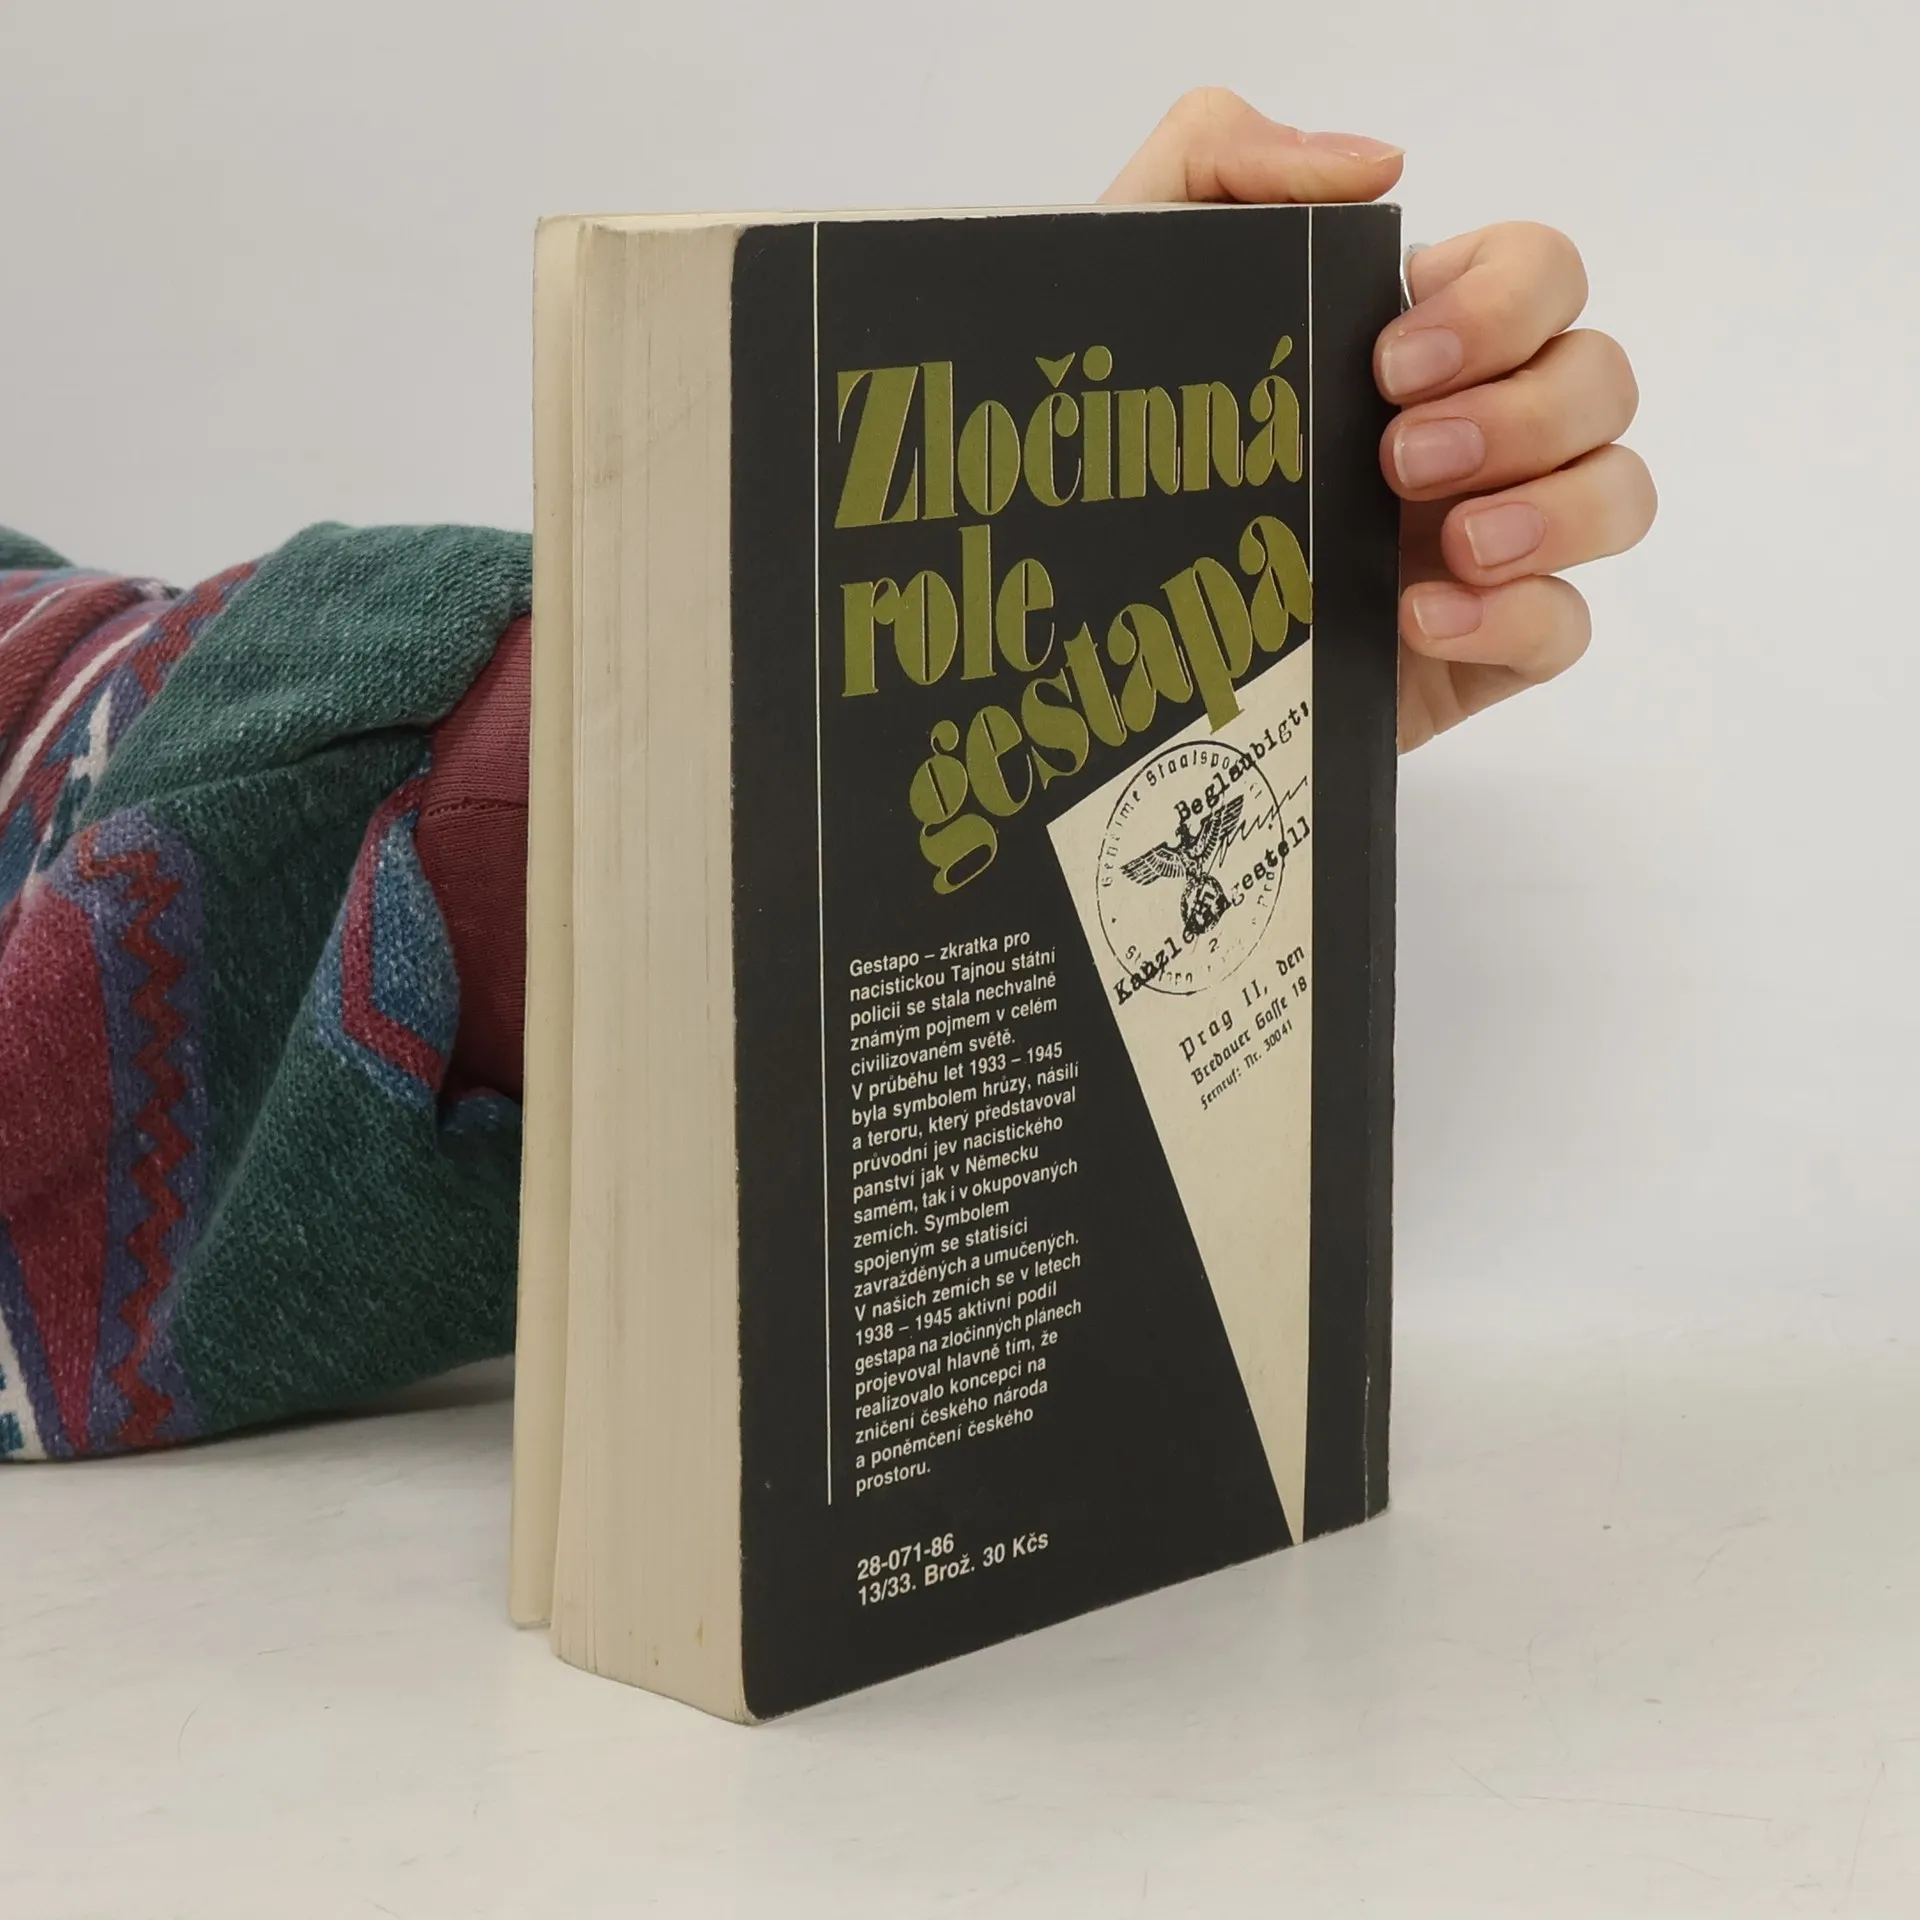 Zločinná
role
gestapa
Beglaubigt:
Kanzleiangestell
Prag II, den
Bredauer Gasse 18
Fernruf: Nr. 30041
Gestapo – zkratka pro
nacistickou Tajnou státní
policii se stala nechvalně
známým pojmem v celém
civilizovaném světě.
V průběhu let 1933 – 1945
byla symbolem hrůzy, násilí
a teroru, který představoval
průvodní jev nacistického
panství jak v Německu
samém, tak i v okupovaných
zemích. Symbolem
spojeným se statisíci
zavražděných a umučených.
V našich zemích se v letech
1938 – 1945 aktivní podíl
gestapa na zločinných plánech
projevoval hlavně tím, že
realizovalo koncepci na
zničení českého národa
a poněmčení českého
prostoru.
28-071-86
13/33. Brož. 30 Kčs